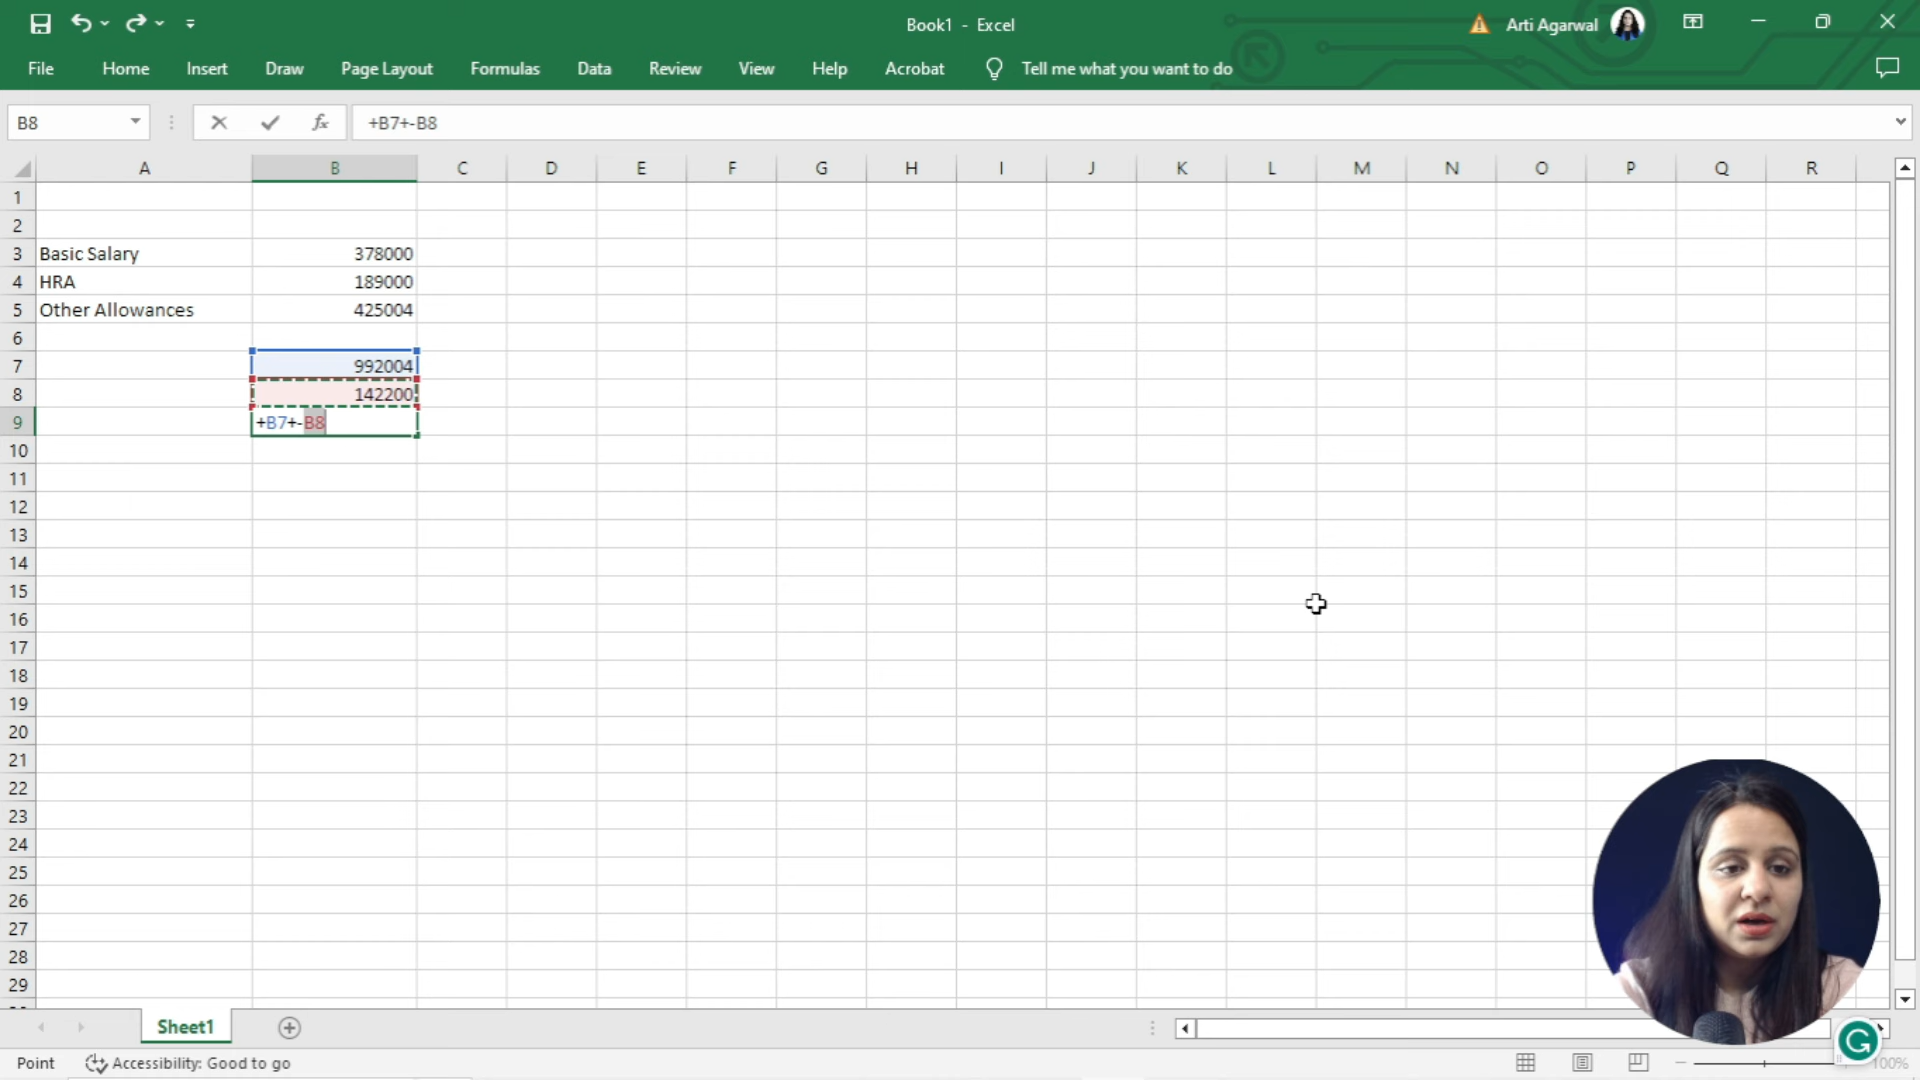 Book1 - Excel
Arti Agarwal
File Home Insert Draw Page Layout Formulas Data Review View Help Acrobat Tell me what you want to do
B8 fx +B7+-B8
A B C D E F G H I J K L M N O P Q R
1
2
3 Basic Salary 378000
4 HRA 189000
5 Other Allowances 425004
6
7 992004
8 142200
9 +B7+-B8
10
11
12
13
14
15
16
17
18
19
20
21
22
23
24
25
26
27
28
29
Sheet1
Point Accessibility: Good to go 100%